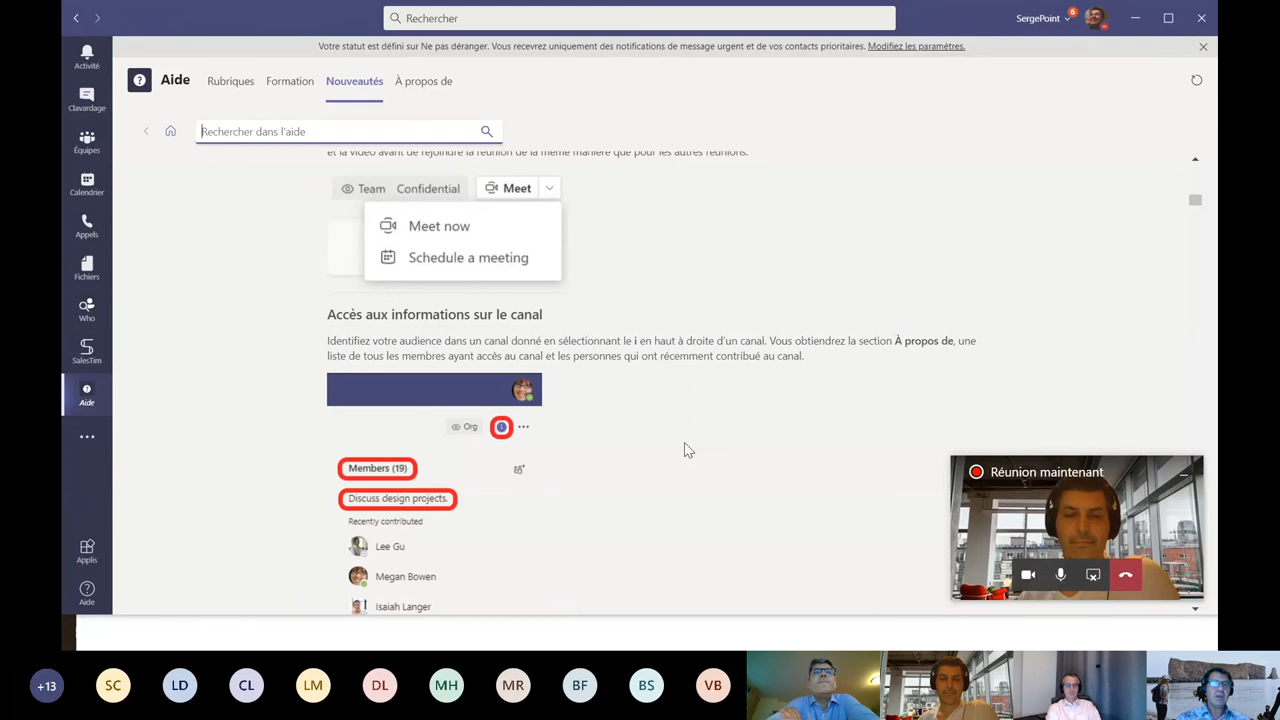 Rechercher
SergePoint
6
Votre statut est défini sur Ne pas déranger. Vous recevrez uniquement des notifications de message urgent et de vos contacts prioritaires. Modifiez les paramètres.
Activité
Clavardage
Équipes
Calendrier
Appels
Fichiers
Who
SalesTim
Aide
Applis
Aide
Aide
Rubriques
Formation
Nouveautés
À propos de
Rechercher dans l'aide
et la vidéo avant de rejoindre la réunion de la même manière que pour les autres réunions.
Team
Confidential
Meet
Meet now
Schedule a meeting
Accès aux informations sur le canal
Identifiez votre audience dans un canal donné en sélectionnant le i en haut à droite d'un canal. Vous obtiendrez la section À propos de, une
liste de tous les membres ayant accès au canal et les personnes qui ont récemment contribué au canal.
Org
Members (19)
Discuss design projects.
Recently contributed
Lee Gu
Megan Bowen
Isaiah Langer
Réunion maintenant
+13
SC
LD
CL
LM
DL
MH
MR
BF
BS
VB